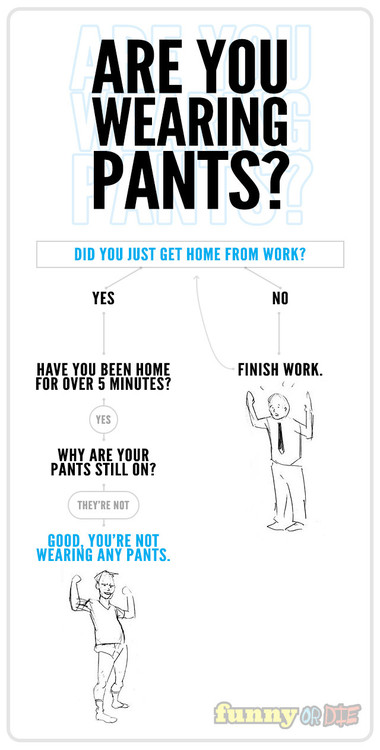 ARE YOU
WEARING
PANTS?
DID YOU JUST GET HOME FROM WORK?
YES
NO
HAVE YOU BEEN HOME
FOR OVER 5 MINUTES?
FINISH WORK.
YES
WHY ARE YOUR
PANTS STILL ON?
THEY'RE NOT
GOOD, YOU'RE NOT
WEARING ANY PANTS.
funny OR DIE